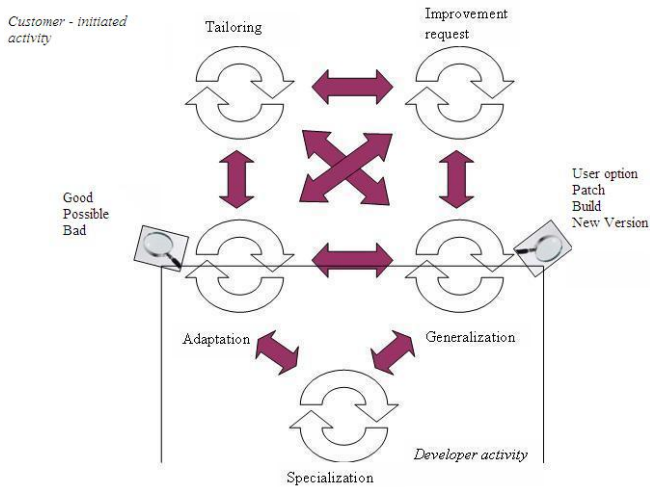 Customer - initiated
activity
Tailoring
Improvement
request
Good
Possible
Bad
User option
Patch
Build
New Version
Adaptation
Generalization
Developer activity
Specialization